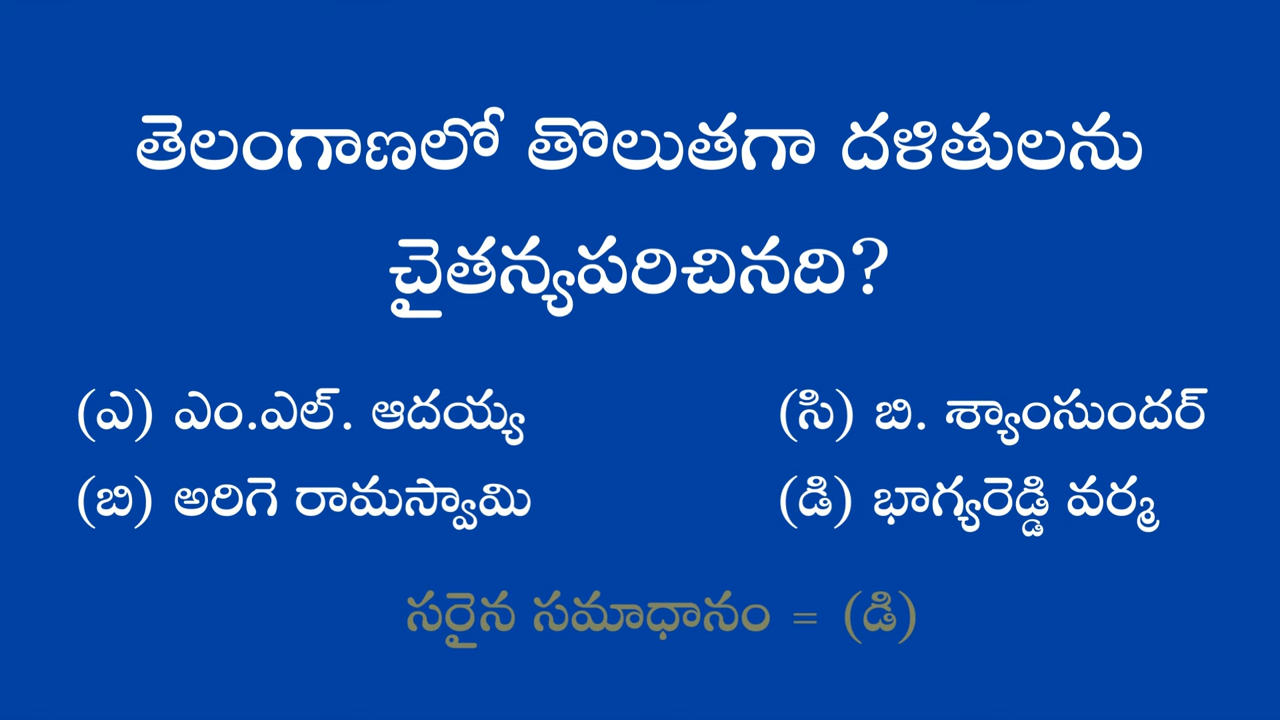 తెలంగాణలో తొలుతగా దళితులను
చైతన్యపరిచినది?
(ఎ) ఎం.ఎల్. ఆదయ్య
(బి) అరిగె రామస్వామి
(సి) బి. శ్యాంసుందర్
(డి) భాగ్యరెడ్డి వర్మ
సరైన సమాధానం = (డి)